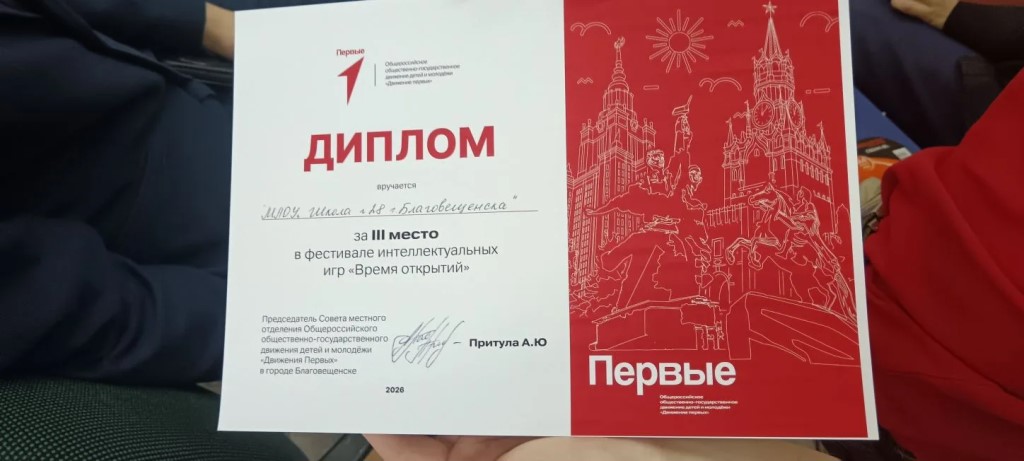 Первые
Общероссийское
общественно-государственное
движение детей и молодёжи
«Движение первых»
ДИПЛОМ
вручается
"МАОУ Школа №28 г. Благовещенска"
за III место
в фестивале интеллектуальных
игр «Время открытий»
Председатель Совета местного
отделения Общероссийского
общественно-государственного
движения детей и молодёжи
«Движения Первых»
в городе Благовещенске
Притула А.Ю
2026
Первые
Общероссийское
общественно-государственное
движение детей и молодёжи
«Движение первых»